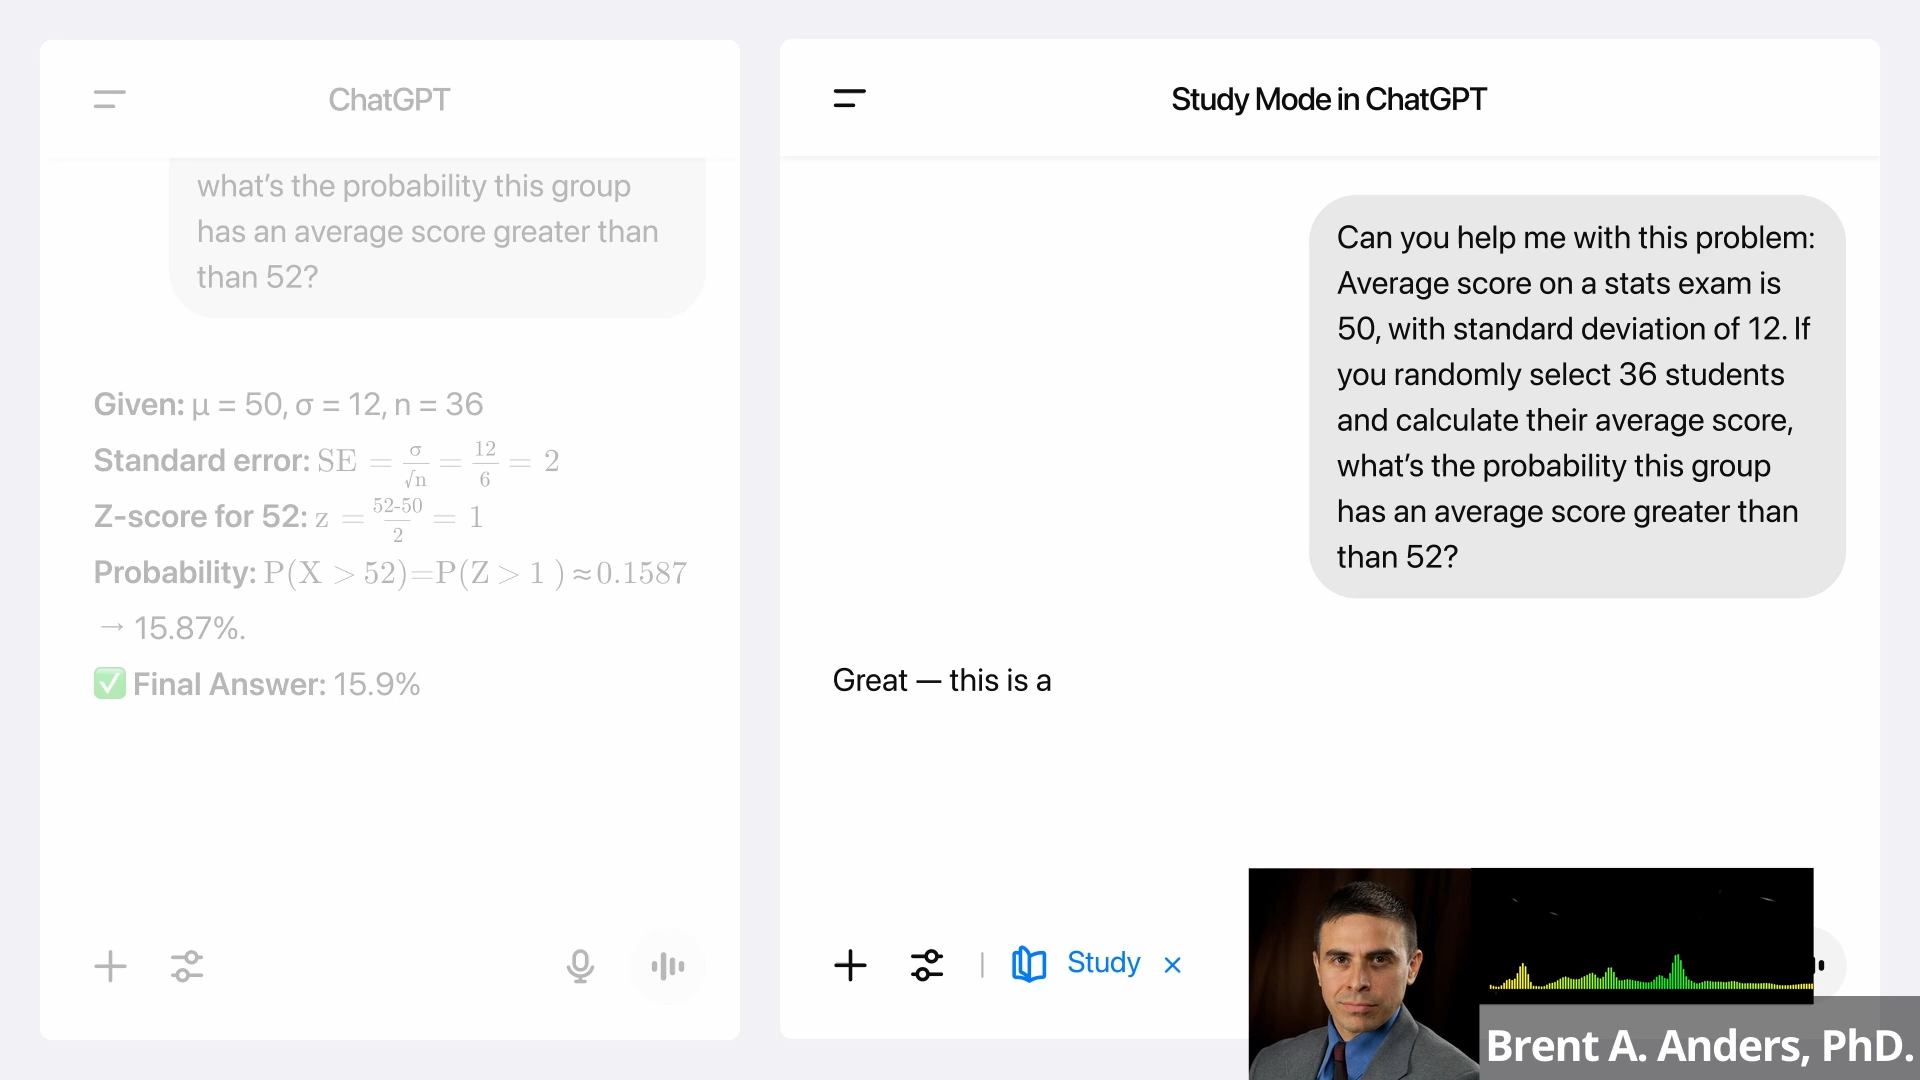 ChatGPT
what's the probability this group
has an average score greater than
than 52?
Given: μ = 50, σ = 12, n = 36
Standard error: SE = σ/√n = 12/6 = 2
Z-score for 52: z = 52-50/2 = 1
Probability: P(X > 52)=P(Z > 1 ) ≈ 0.1587
→ 15.87%.
✅ Final Answer: 15.9%
Study Mode in ChatGPT
Can you help me with this problem:
Average score on a stats exam is
50, with standard deviation of 12. If
you randomly select 36 students
and calculate their average score,
what's the probability this group
has an average score greater than
than 52?
Great — this is a
Study
Brent A. Anders, PhD.